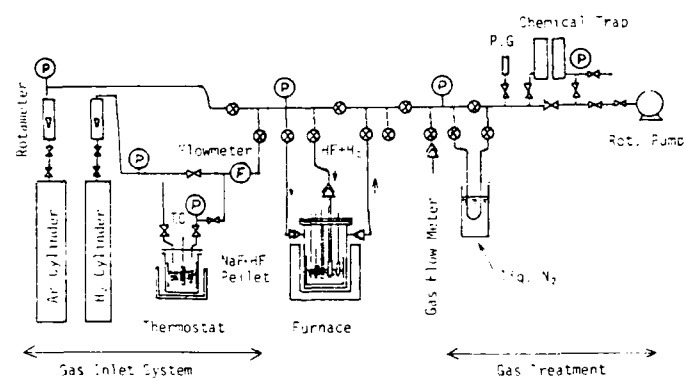 Chemical Trap
P.G
P
P
P
P
Rotameter
Flowmeter
P
F
HF+H2
Rot. Pump
P
TC
Ar Cylinder
H2 Cylinder
NaF·HF
Pellet
Gas Flow Meter
Liq. N2
Thermostat
Furnace
Gas Inlet System
Gas Treatment